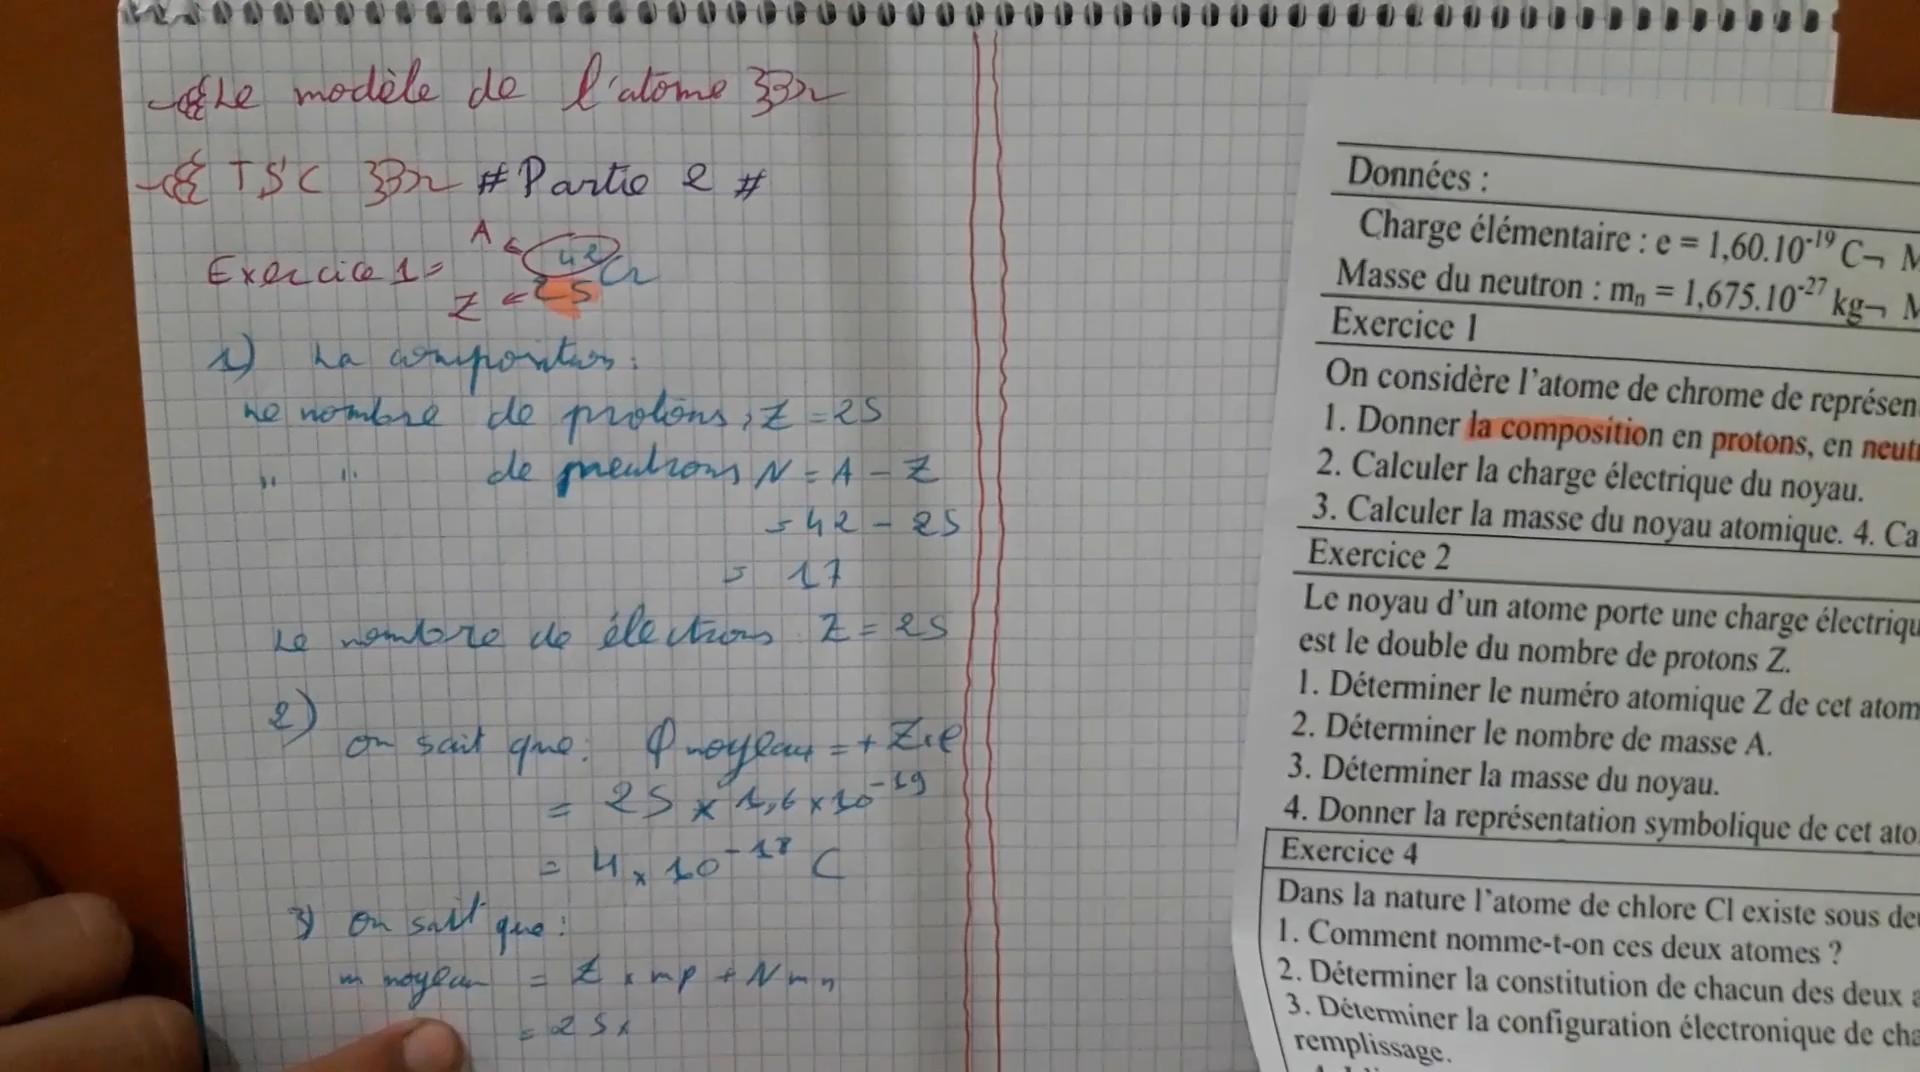 Le modèle de l'atome
TSC # Partie 2 #
A 42
Exercice 1 = Cr
Z 25
1) La composition :
Le nombre de protons, Z = 25
" " de neutrons N = A - Z
= 42 - 25
= 17
Le nombre de électrons Z = 25
2)
on sait que : Q noyeau = + Z.e
= 25 × 1,6 × 10⁻¹⁹
= 4 × 10⁻¹⁸ C
3) on sait que :
m noyeau = Z × mp + N mn
= 25 ×
Données :
Charge élémentaire : e = 1,60.10⁻¹⁹ C¬ M
Masse du neutron : mₙ = 1,675.10⁻²⁷ kg¬ M
Exercice 1
On considère l'atome de chrome de représen
1. Donner la composition en protons, en neutr
2. Calculer la charge électrique du noyau.
3. Calculer la masse du noyau atomique. 4. Ca
Exercice 2
Le noyau d'un atome porte une charge électriqu
est le double du nombre de protons Z.
1. Déterminer le numéro atomique Z de cet atom
2. Déterminer le nombre de masse A.
3. Déterminer la masse du noyau.
4. Donner la représentation symbolique de cet ato
Exercice 4
Dans la nature l'atome de chlore Cl existe sous de
1. Comment nomme-t-on ces deux atomes ?
2. Déterminer la constitution de chacun des deux a
3. Déterminer la configuration électronique de cha
remplissage.